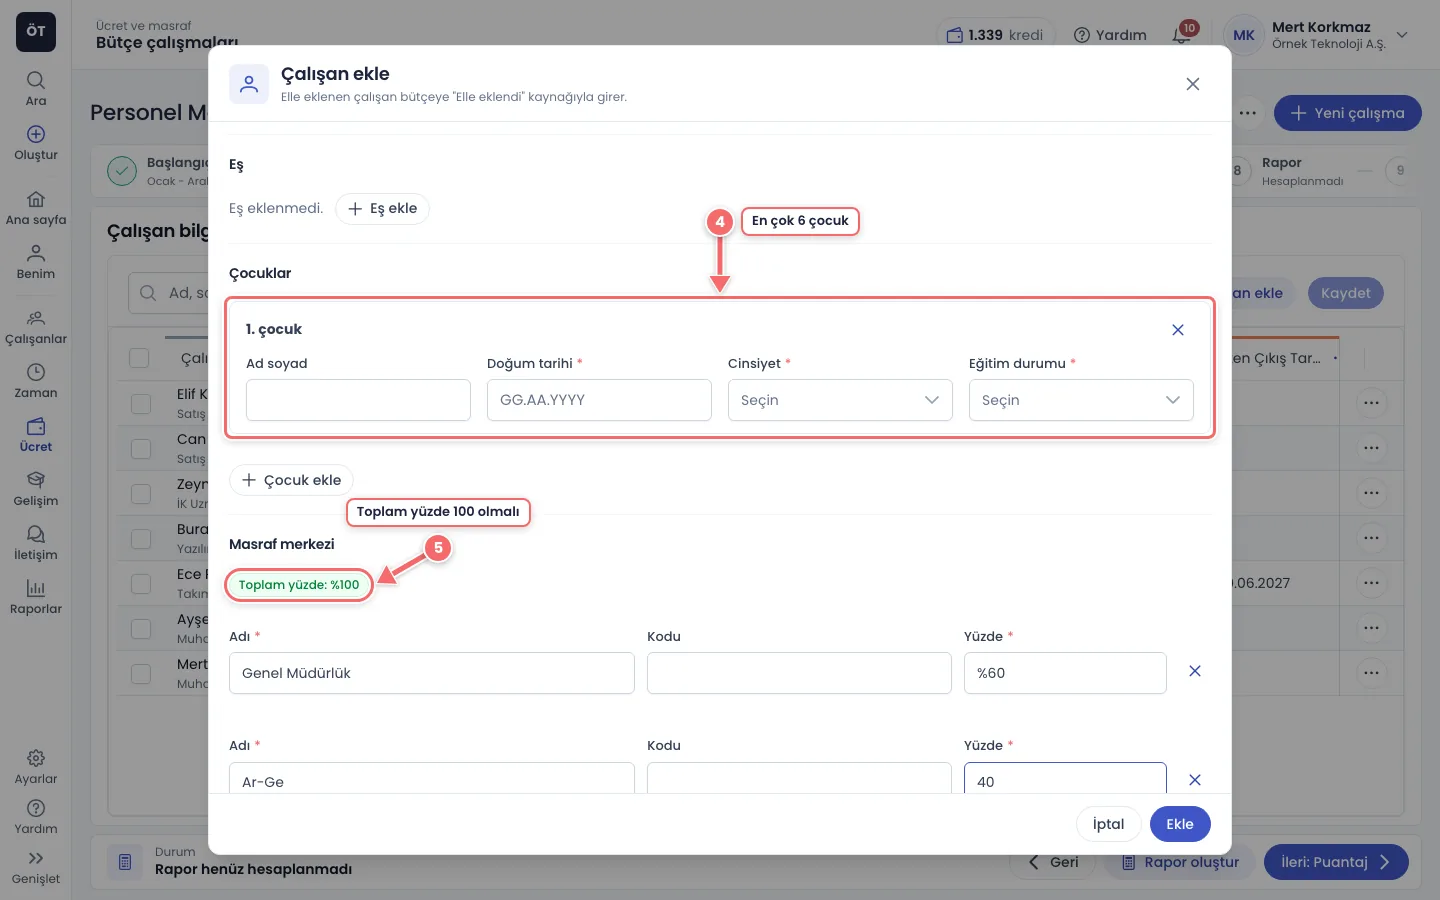 ÖT
Ücret ve masraf
Bütçe çalışmaları
1.339 kredi
Yardım
10
MK
Mert Korkmaz
Örnek Teknoloji A.Ş.
Ara
Oluştur
Ana sayfa
Benim
Çalışanlar
Zaman
Ücret
Gelişim
İletişim
Raporlar
Ayarlar
Yardım
Genişlet
Personel M
Yeni çalışma
Başlangıç
Ocak - Aral
8
Rapor
Hesaplanmadı
9
Çalışan bilg
Ad, so
an ekle
Kaydet
Çalı
en Çıkış Tar...
Elif K
Satış
Can
Satış
Zeyn
İK Uzm
Bura
Yazılı
Ece
Takım
.06.2027
Ayşe
Muha
Mert
Muha
Çalışan ekle
Elle eklenen çalışan bütçeye "Elle eklendi" kaynağıyla girer.
Eş
Eş eklenmedi.
Eş ekle
4
En çok 6 çocuk
Çocuklar
1. çocuk
Ad soyad
Doğum tarihi *
Cinsiyet *
Eğitim durumu *
GG.AA.YYYY
Seçin
Seçin
Çocuk ekle
Toplam yüzde 100 olmalı
Masraf merkezi
5
Toplam yüzde: %100
Adı *
Kodu
Yüzde *
Genel Müdürlük
%60
Adı *
Kodu
Yüzde *
Ar-Ge
40
İptal
Ekle
Durum
Rapor henüz hesaplanmadı
Geri
Rapor oluştur
İleri: Puantaj